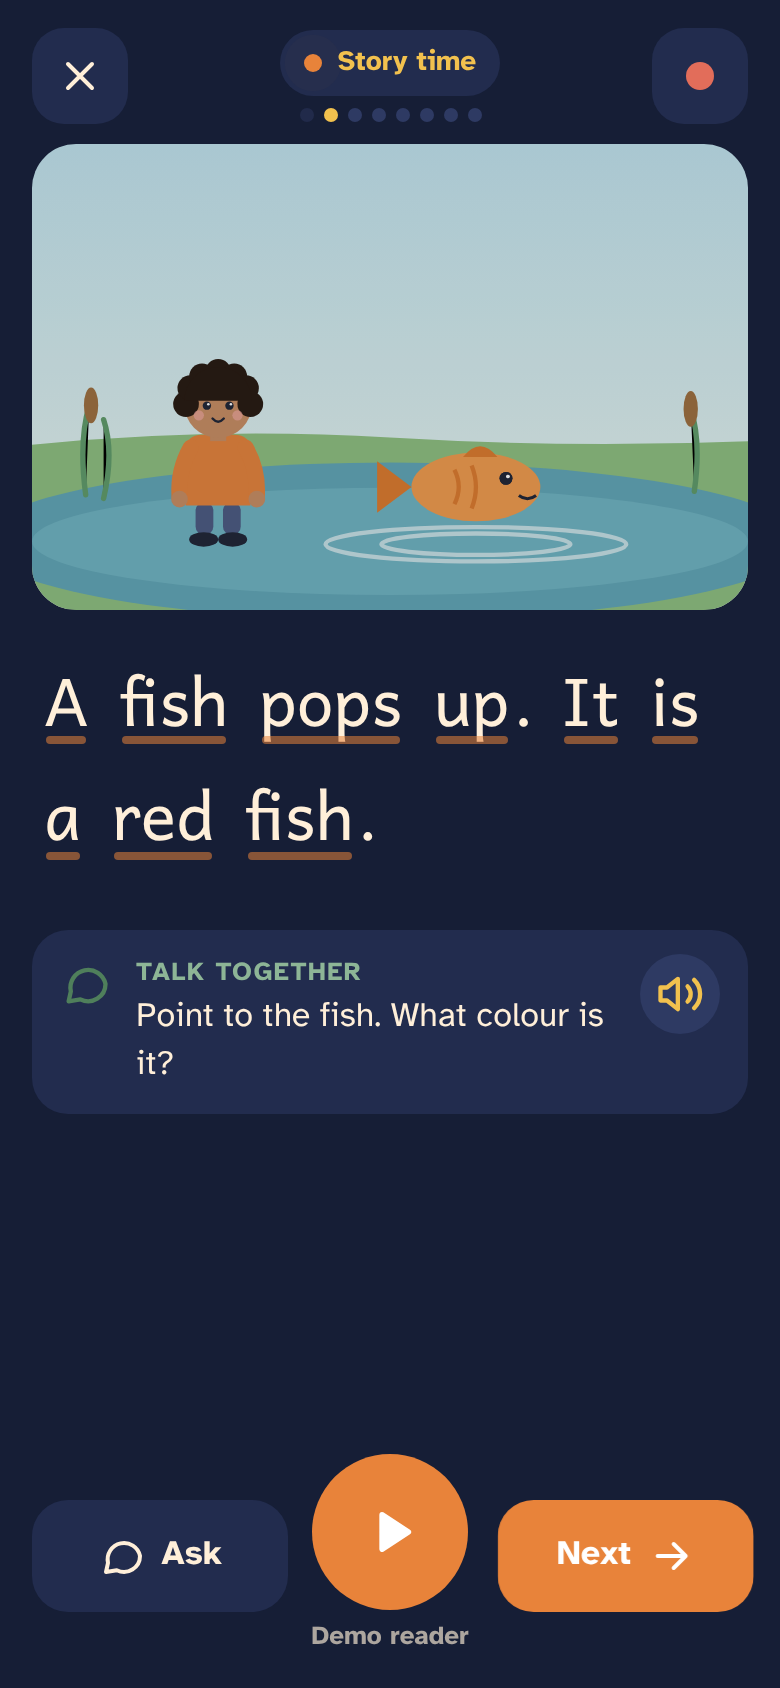 Story time
A fish pops up. It is
a red fish.
TALK TOGETHER
Point to the fish. What colour is
it?
Ask
Next
Demo reader